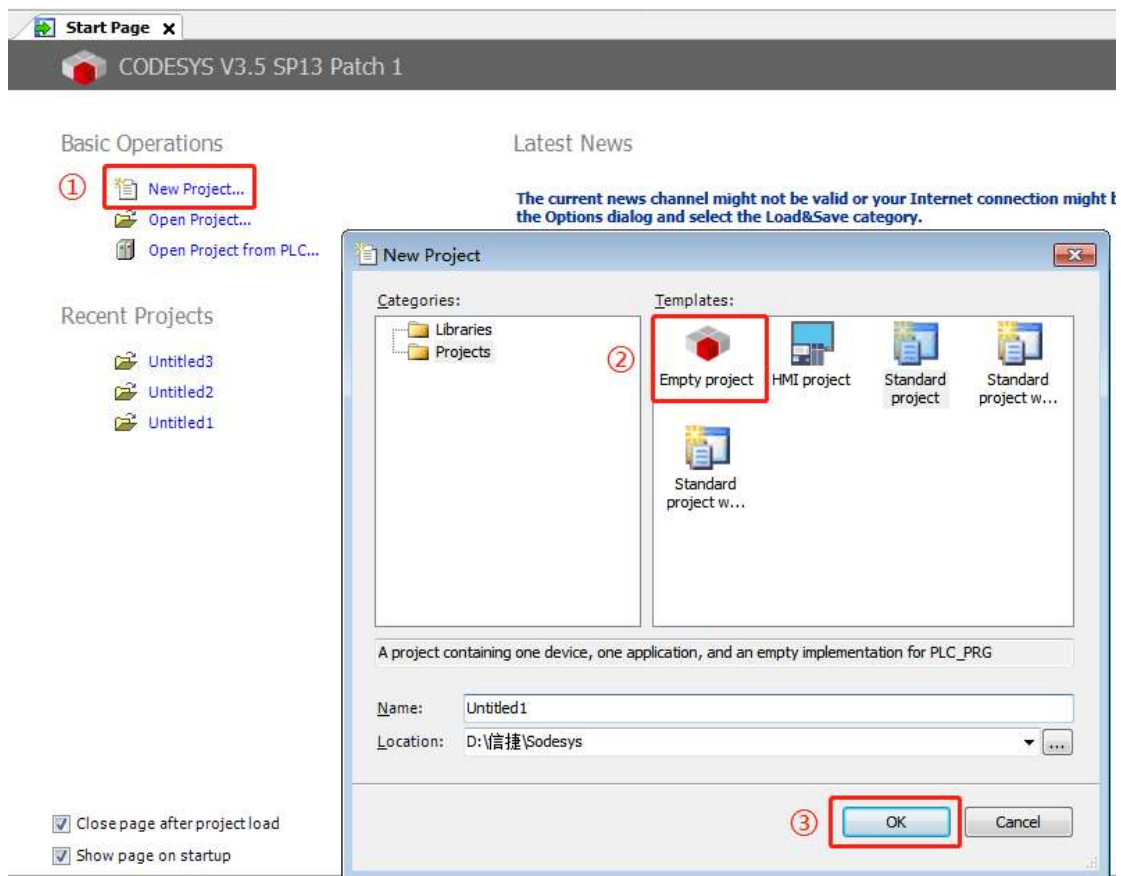 Start Page
CODESYS V3.5 SP13 Patch 1
Basic Operations
Latest News
① New Project...
Open Project...
Open Project from PLC...
The current news channel might not be valid or your Internet connection might
the Options dialog and select the Load&Save category.
Recent Projects
Untitled3
Untitled2
Untitled1
New Project
Categories:
Templates:
Libraries
Projects
②
Empty project
HMI project
Standard
project
Standard
project w...
Standard
project w...
A project containing one device, one application, and an empty implementation for PLC_PRG
Name: Untitled1
Location: D:\信捷\Sodesys
...
③ OK
Cancel
Close page after project load
Show page on startup